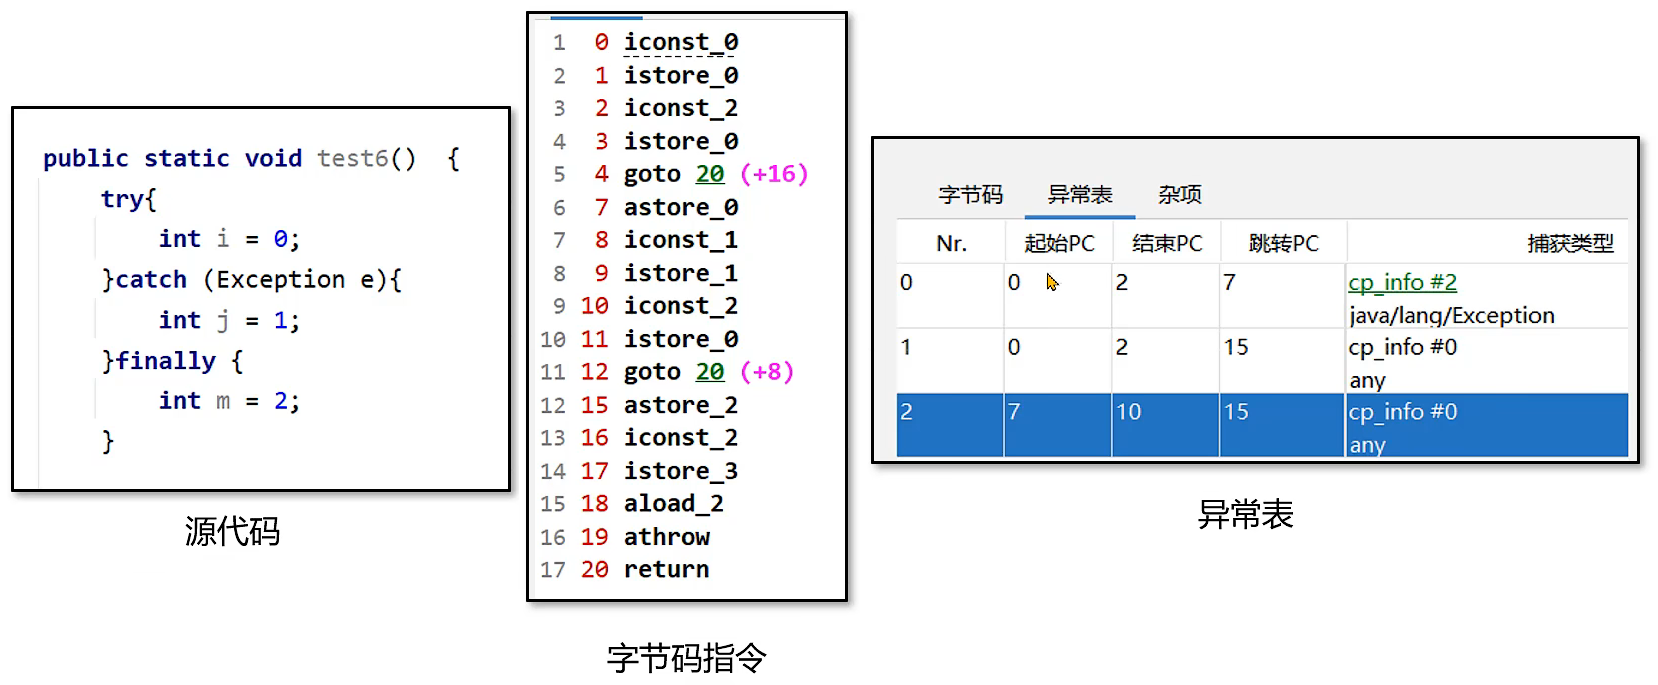 public static void test6() {
try{
int i = 0;
}catch (Exception e){
int j = 1;
}finally {
int m = 2;
}
源代码
1 0 iconst_0
2 1 istore_0
3 2 iconst_2
4 3 istore_0
5 4 goto 20 (+16)
6 7 astore_0
7 8 iconst_1
8 9 istore_1
9 10 iconst_2
10 11 istore_0
11 12 goto 20 (+8)
12 15 astore_2
13 16 iconst_2
14 17 istore_3
15 18 aload_2
16 19 athrow
17 20 return
字节码指令
字节码 异常表 杂项
Nr. 起始PC 结束PC 跳转PC 捕获类型
0 0 2 7 cp_info #2
java/lang/Exception
1 0 2 15 cp_info #0
any
2 7 10 15 cp_info #0
any
异常表